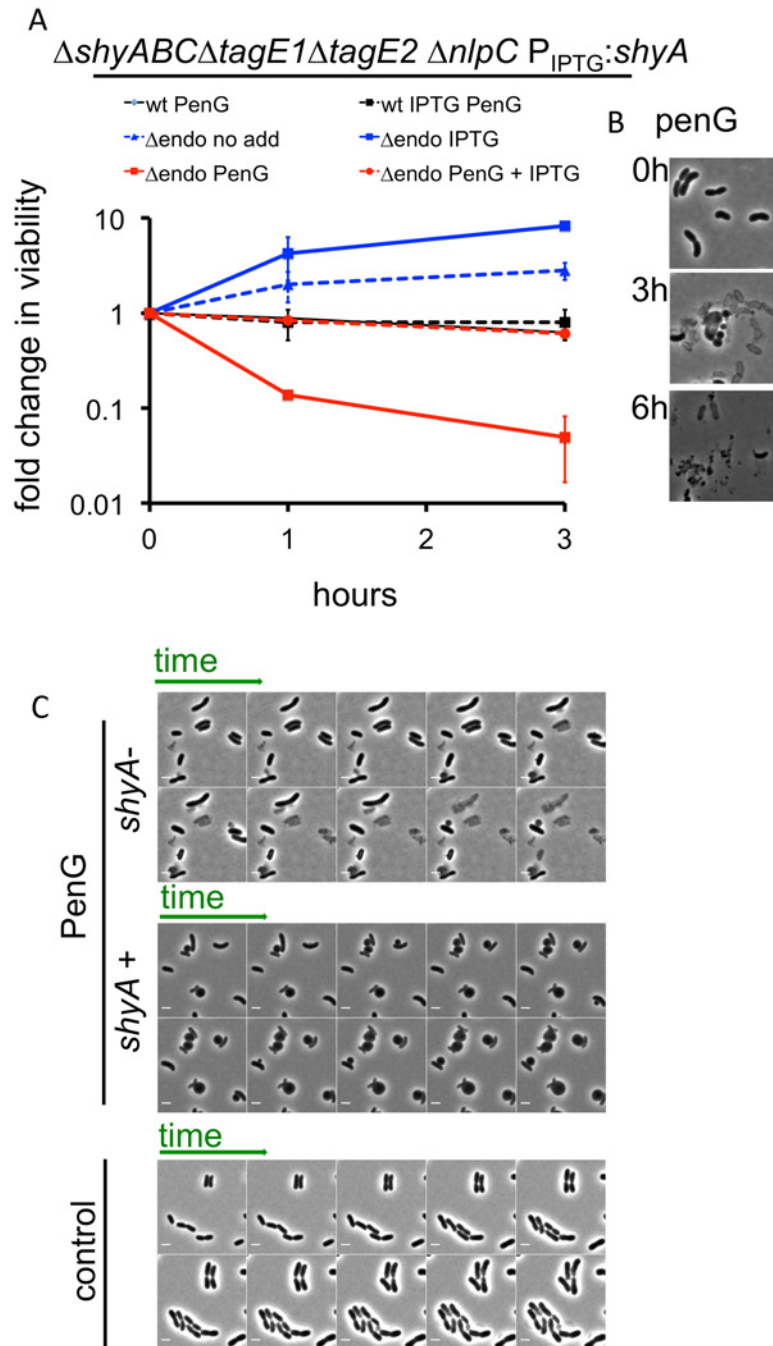 A
ΔshyABCΔtagE1ΔtagE2 ΔnlpC P_IPTG:shyA
wt PenG
wt IPTG PenG
Δendo no add
Δendo IPTG
Δendo PenG
Δendo PenG + IPTG
fold change in viability
10
1
0.1
0.01
0
1
2
3
hours
B penG
0h
3h
6h
C
time
PenG
shyA-
time
shyA +
time
control